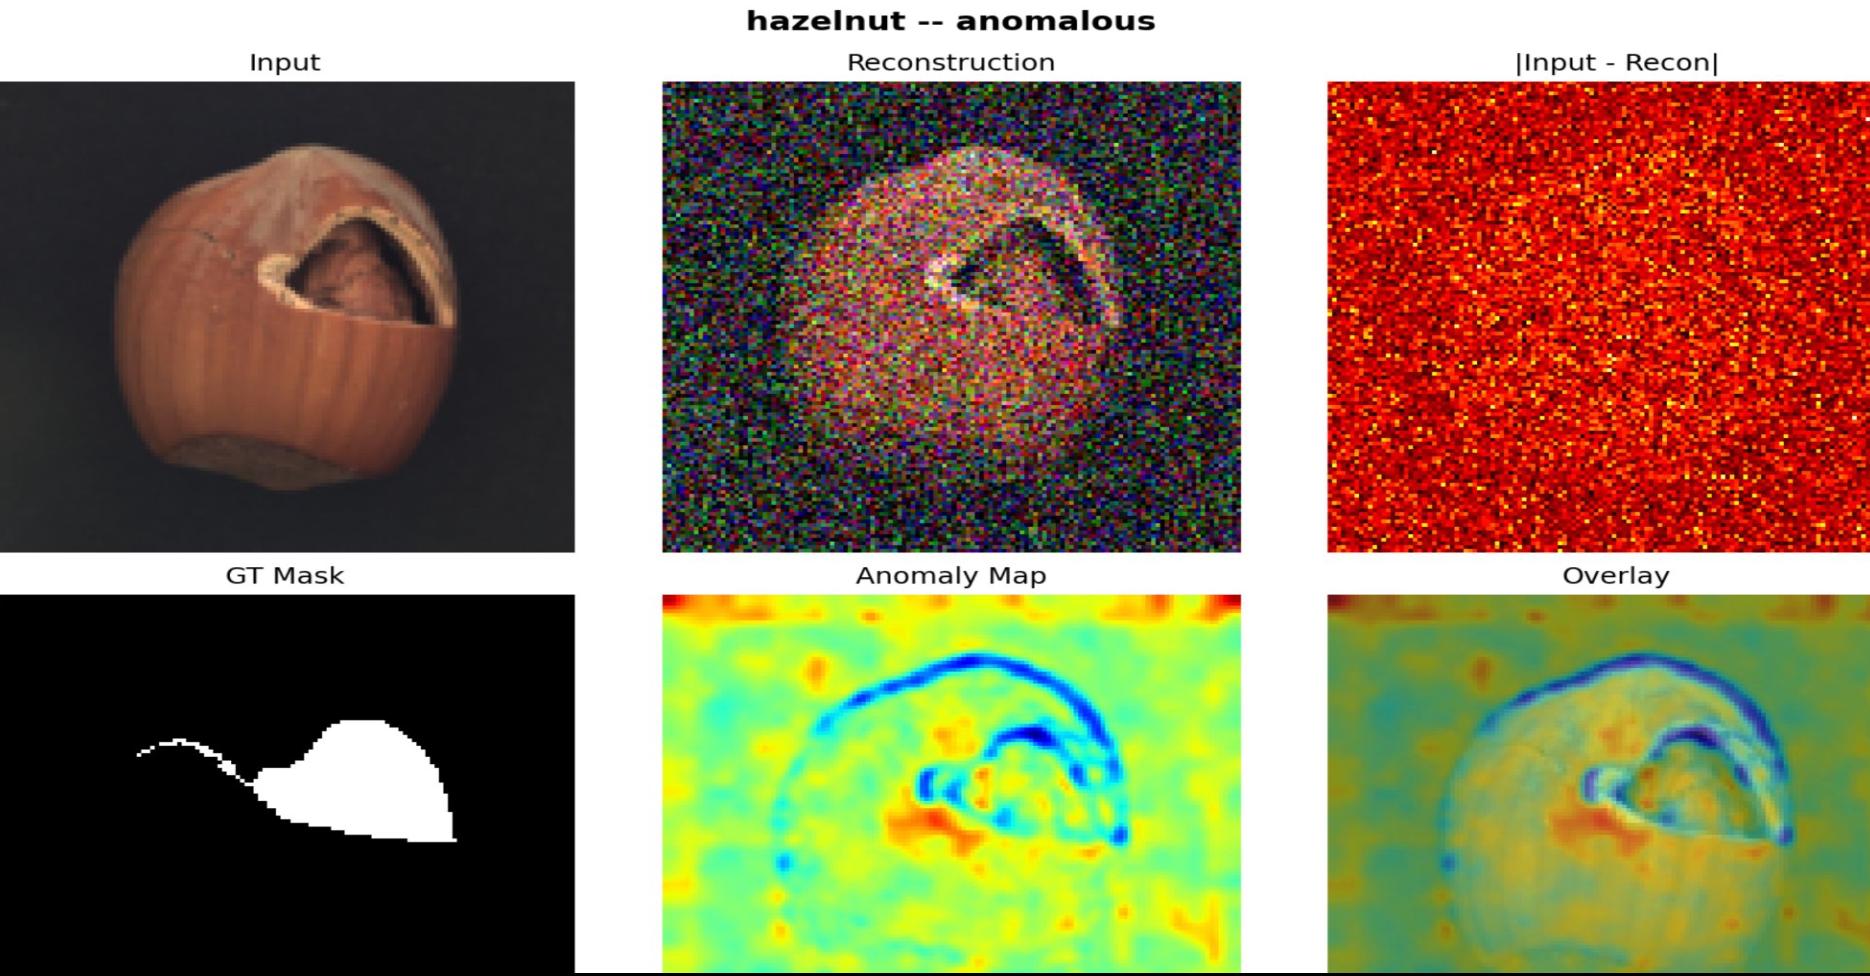 hazelnut -- anomalous
Input
Reconstruction
|Input - Recon|
GT Mask
Anomaly Map
Overlay